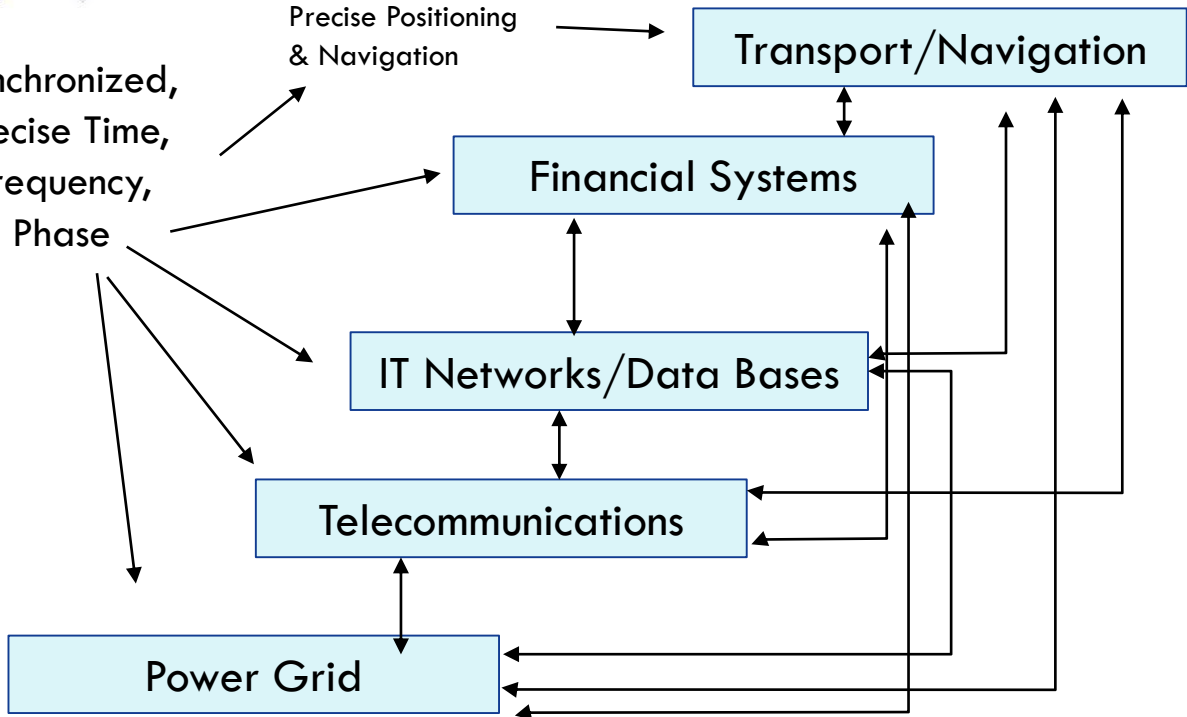 Precise Positioning
& Navigation
Transport/Navigation
nchronized,
ecise Time,
requency,
Phase
Financial Systems
IT Networks/Data Bases
Telecommunications
Power Grid